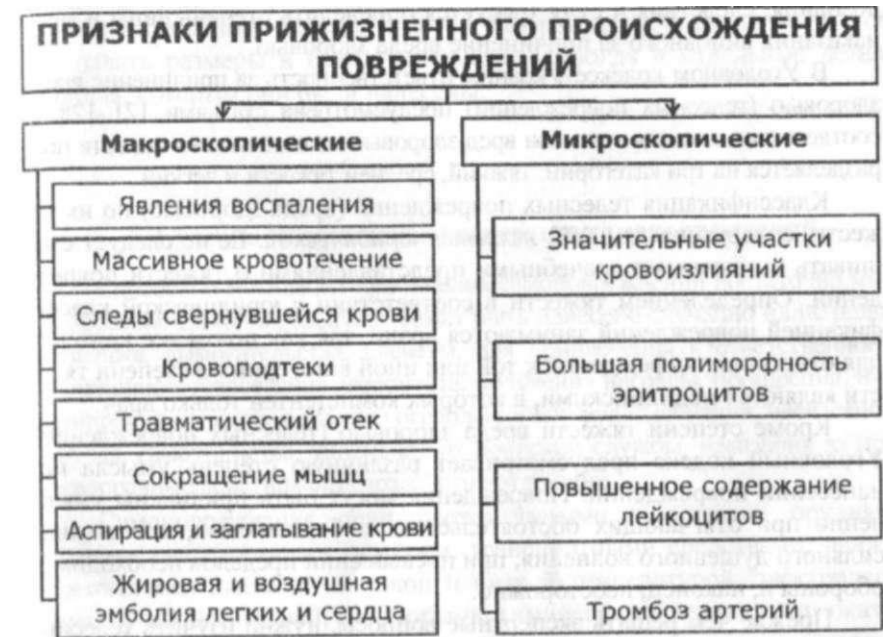 ПРИЗНАКИ ПРИЖИЗНЕННОГО ПРОИСХОЖДЕНИЯ
ПОВРЕЖДЕНИЙ
Макроскопические
Явления воспаления
Массивное кровотечение
Следы свернувшейся крови
Кровоподтеки
Травматический отек
Сокращения мышц
Аспирация и заглатывание крови
Жировая и воздушная
эмболия легких и сердца
Микроскопические
Значительные участки
кровоизлияний
Большая полиморфность
эритроцитов
Повышенное содержание
лейкоцитов
Тромбоз артерий